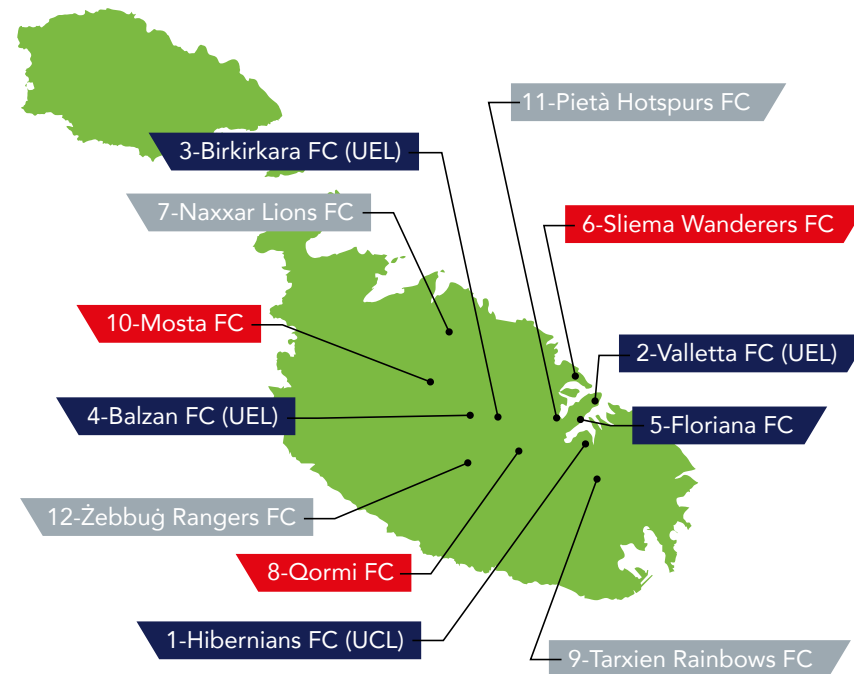 11-Pietà Hotspurs FC
3-Birkirkara FC (UEL)
7-Naxxar Lions FC
6-Sliema Wanderers FC
10-Mosta FC
2-Valletta FC (UEL)
4-Balzan FC (UEL)
5-Floriana FC
12-Żebbuġ Rangers FC
8-Qormi FC
1-Hibernians FC (UCL)
9-Tarxien Rainbows FC